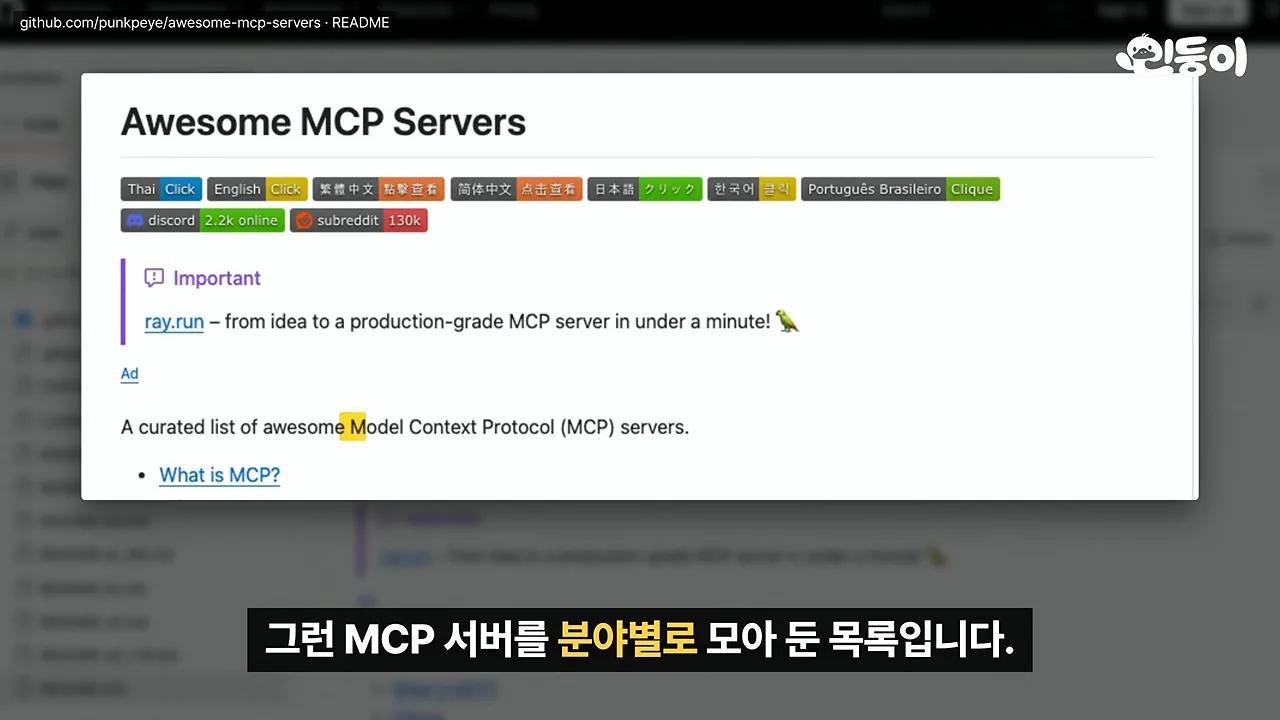 github.com/punkpeye/awesome-mcp-servers · README
인둥이
Awesome MCP Servers
Thai Click English Click 繁體中文 點擊查看 简体中文 点击查看 日本語 クリック 한국어 클릭 Português Brasileiro Clique
discord 2.2k online subreddit 130k
Important
ray.run – from idea to a production-grade MCP server in under a minute!
Ad
A curated list of awesome Model Context Protocol (MCP) servers.
• What is MCP?
그런 MCP 서버를 분야별로 모아 둔 목록입니다.